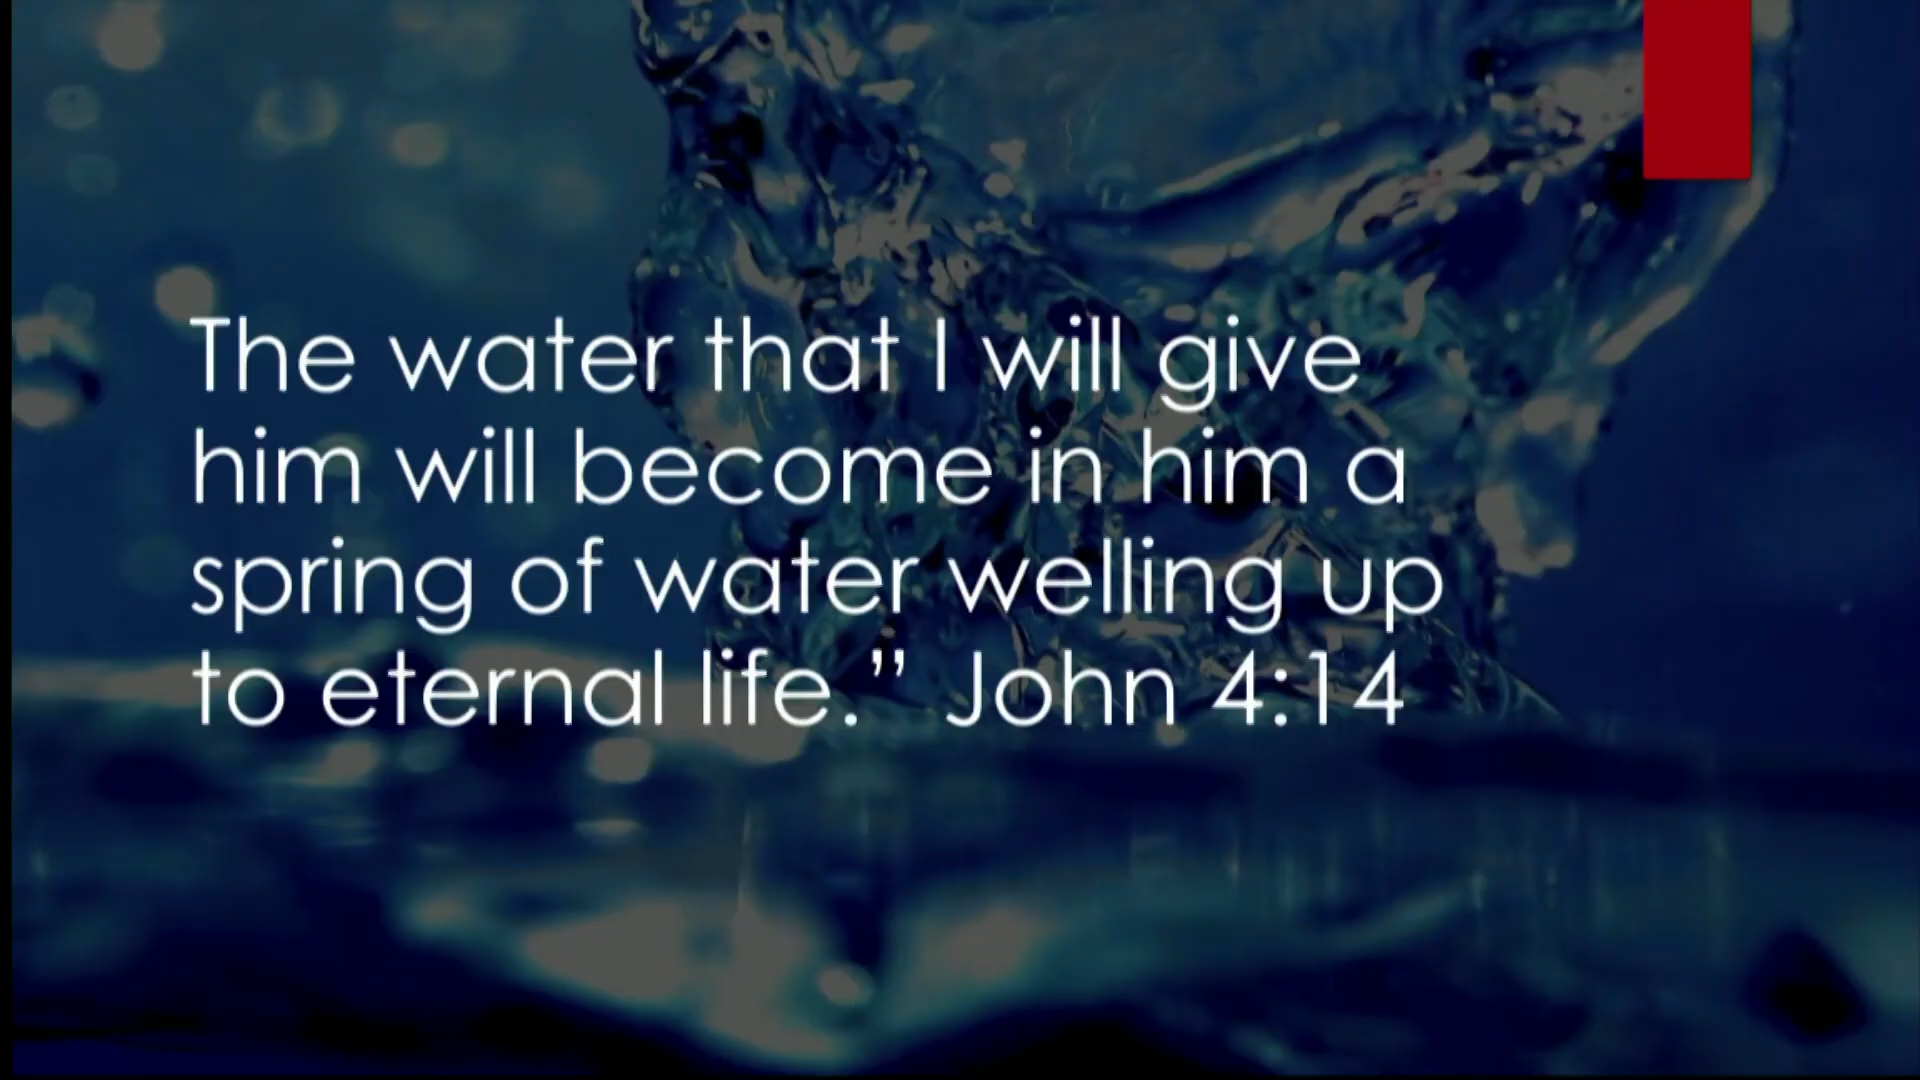 The water that I will give
him will become in him a
spring of water welling up
to eternal life.”  John 4:14